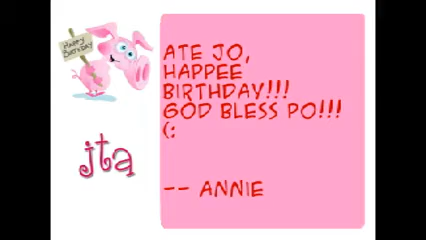 Happy
Birthday
ATE JO,
HAPPEE
BIRTHDAY!!!
GOD BLESS PO!!!
(:
-- ANNIE
jta